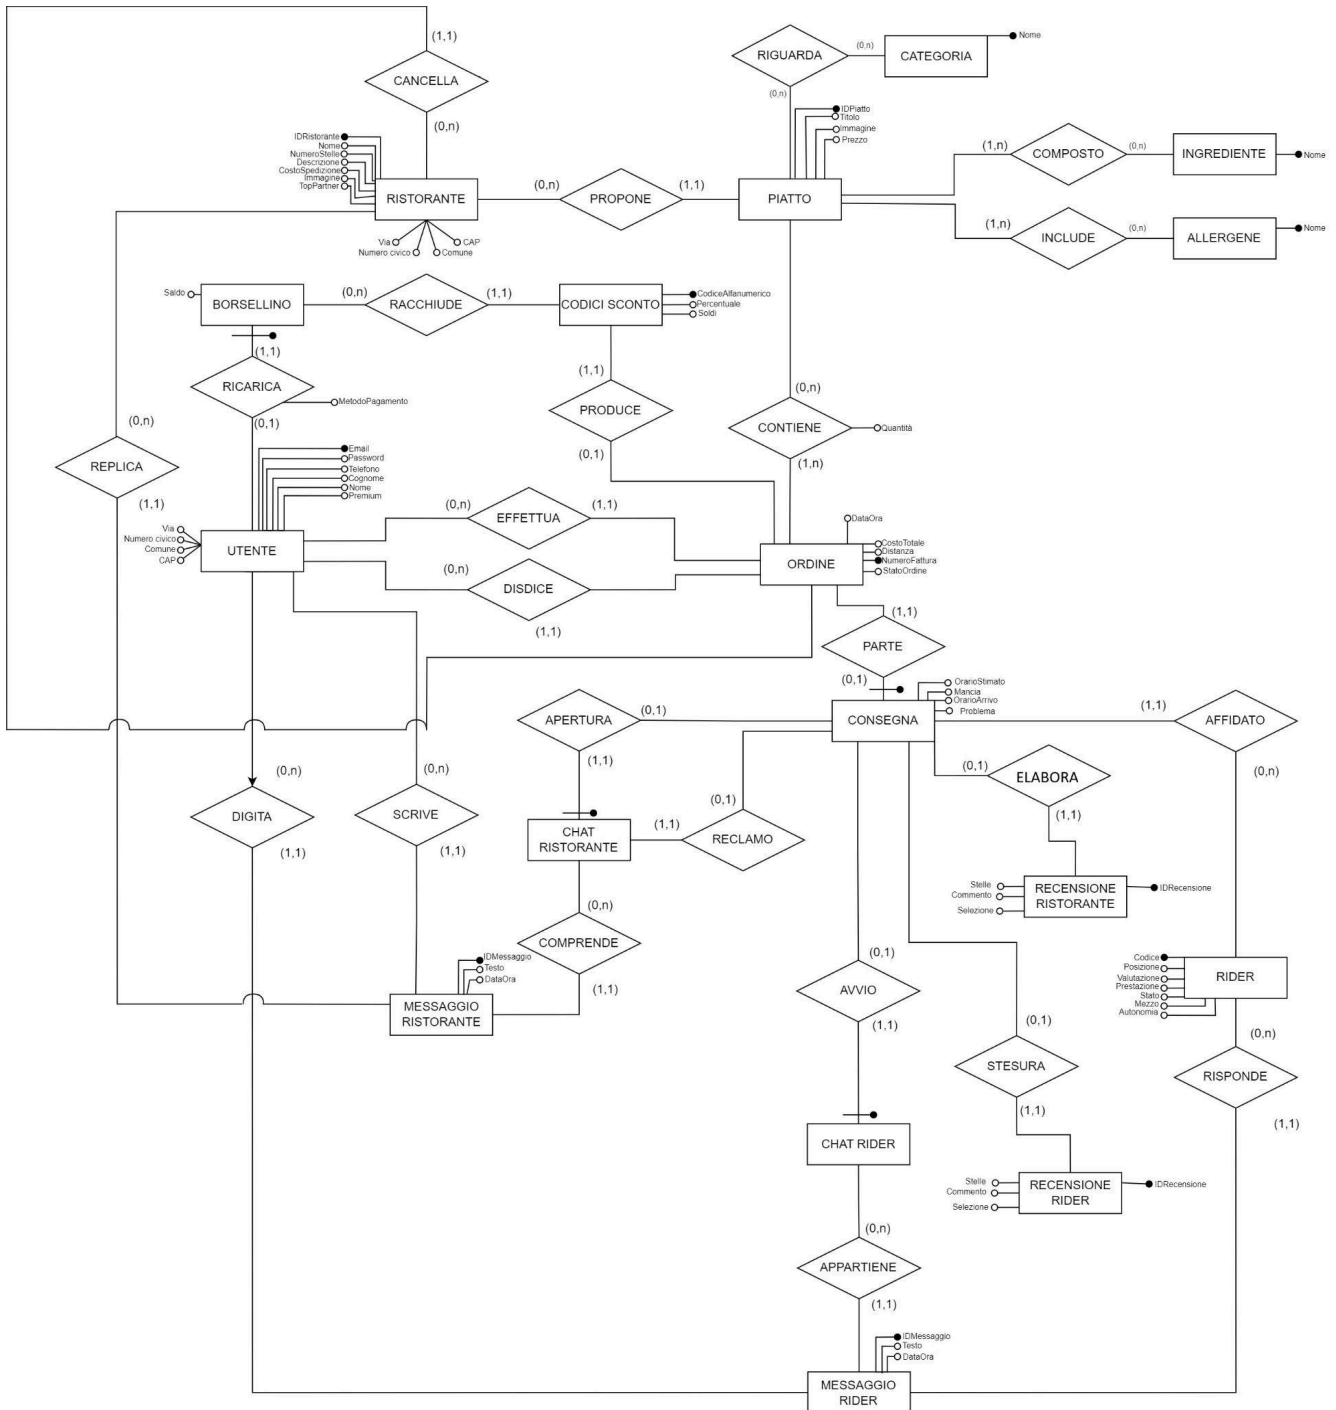 (1,1)
CANCELLA
(0,n)
RIGUARDA
(0,n)
CATEGORIA
Nome
(0,n)
IDPiatto
Titolo
Immagine
Prezzo
IDRistorante
Nome
NumeroStelle
Descrizione
CostoSpedizione
Immagine
TopPartner
RISTORANTE
(0,n)
PROPONE
(1,1)
PIATTO
(1,n)
COMPOSTO
(0,n)
INGREDIENTE
Nome
(1,n)
INCLUDE
(0,n)
ALLERGENE
Nome
Via
Numero civico
CAP
Comune
Saldo
BORSELLINO
(0,n)
RACCHIUDE
(1,1)
CODICI SCONTO
CodiceAlfanumerico
Percentuale
Soldi
(1,1)
RICARICA
MetodoPagamento
(0,1)
(1,1)
PRODUCE
(0,1)
(0,n)
CONTIENE
Quantità
(1,n)
(0,n)
REPLICA
(1,1)
Email
Password
Telefono
Cognome
Nome
Premium
Via
Numero civico
Comune
CAP
UTENTE
(0,n)
EFFETTUA
(1,1)
(0,n)
DISDICE
(1,1)
DataOra
ORDINE
CostoTotale
Distanza
NumeroFattura
StatoOrdine
(1,1)
PARTE
(0,1)
OrarioStimato
Mancia
OrarioArrivo
Problema
CONSEGNA
APERTURA
(0,1)
(1,1)
(1,1)
AFFIDATO
(0,n)
(0,1)
ELABORA
(1,1)
(0,n)
DIGITA
(1,1)
(0,n)
SCRIVE
(1,1)
CHAT
RISTORANTE
(1,1)
RECLAMO
(0,1)
Stelle
Commento
Selezione
RECENSIONE
RISTORANTE
IDRecensione
(0,n)
COMPRENDE
(1,1)
IDMessaggio
Testo
DataOra
MESSAGGIO
RISTORANTE
(0,1)
AVVIO
(1,1)
Codice
Posizione
Valutazione
Prestazione
Stato
Mezzo
Autonomia
RIDER
(0,n)
RISPONDE
(1,1)
(0,1)
STESURA
(1,1)
CHAT RIDER
Stelle
Commento
Selezione
RECENSIONE
RIDER
IDRecensione
(0,n)
APPARTIENE
(1,1)
IDMessaggio
Testo
DataOra
MESSAGGIO
RIDER